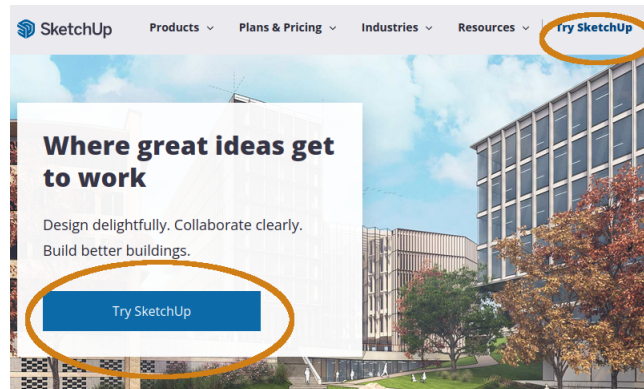 SketchUp Products Plans & Pricing Industries Resources Try SketchUp
Where great ideas get
to work
Design delightfully. Collaborate clearly.
Build better buildings.
Try SketchUp